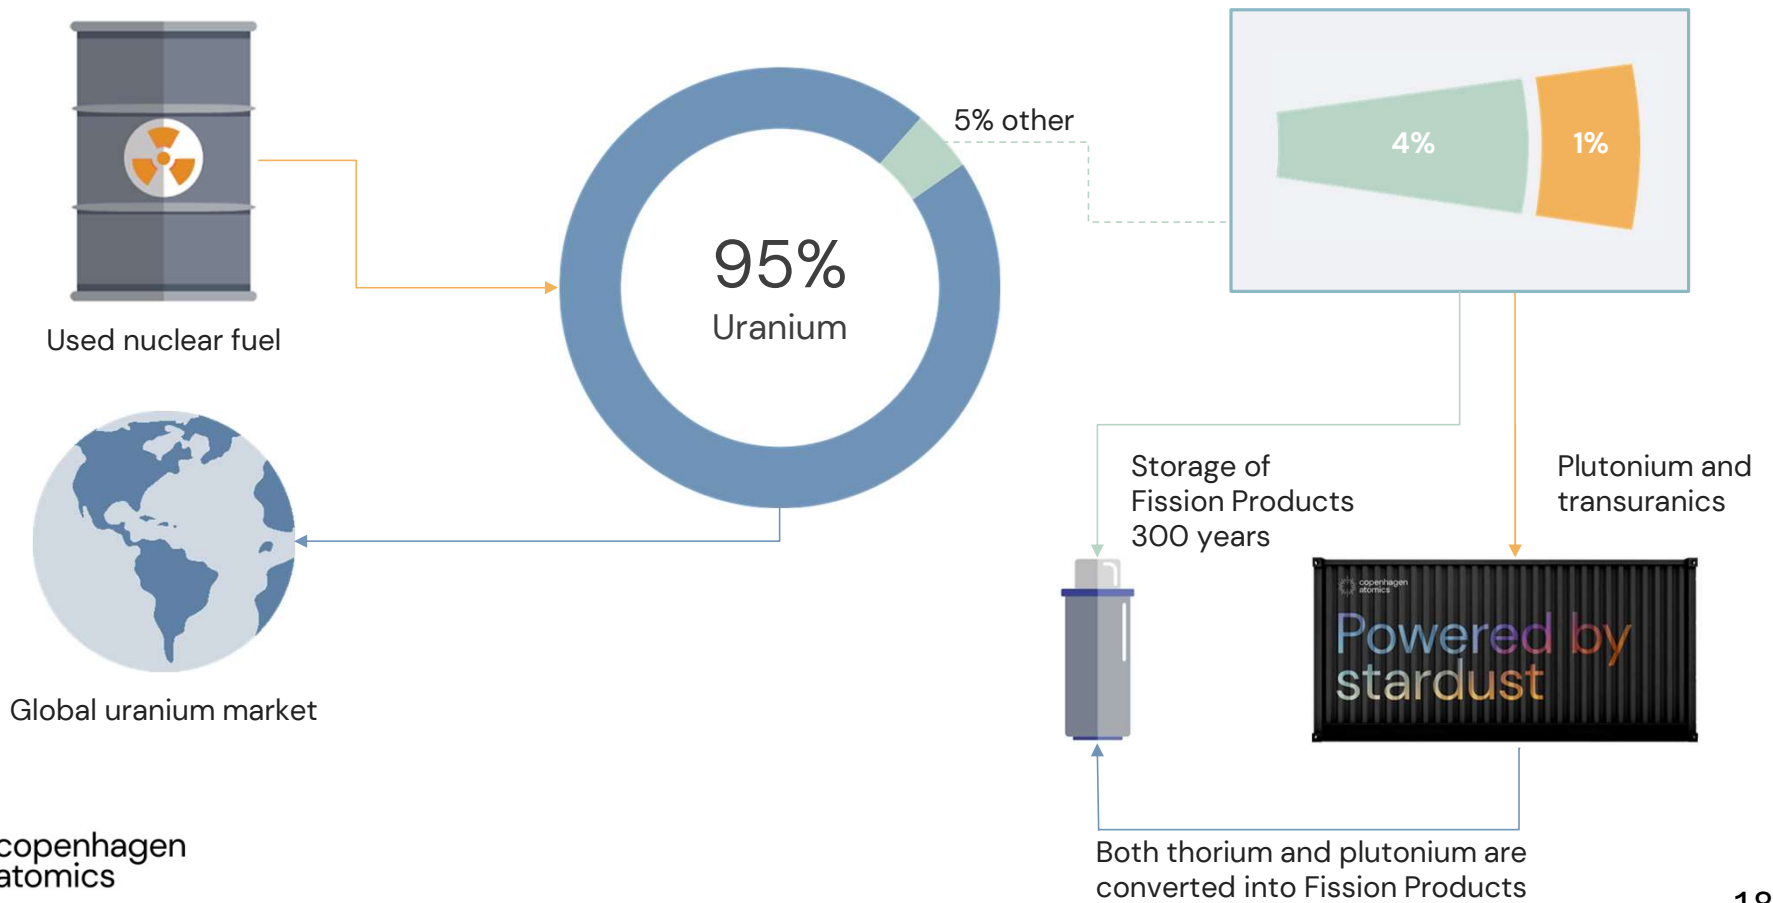 5% other
4%
1%
95%
Uranium
Used nuclear fuel
Global uranium market
Storage of
Fission Products
300 years
Plutonium and
transuranics
copenhagen
atomics
Powered by
stardust
Both thorium and plutonium are
converted into Fission Products
copenhagen
atomics
18